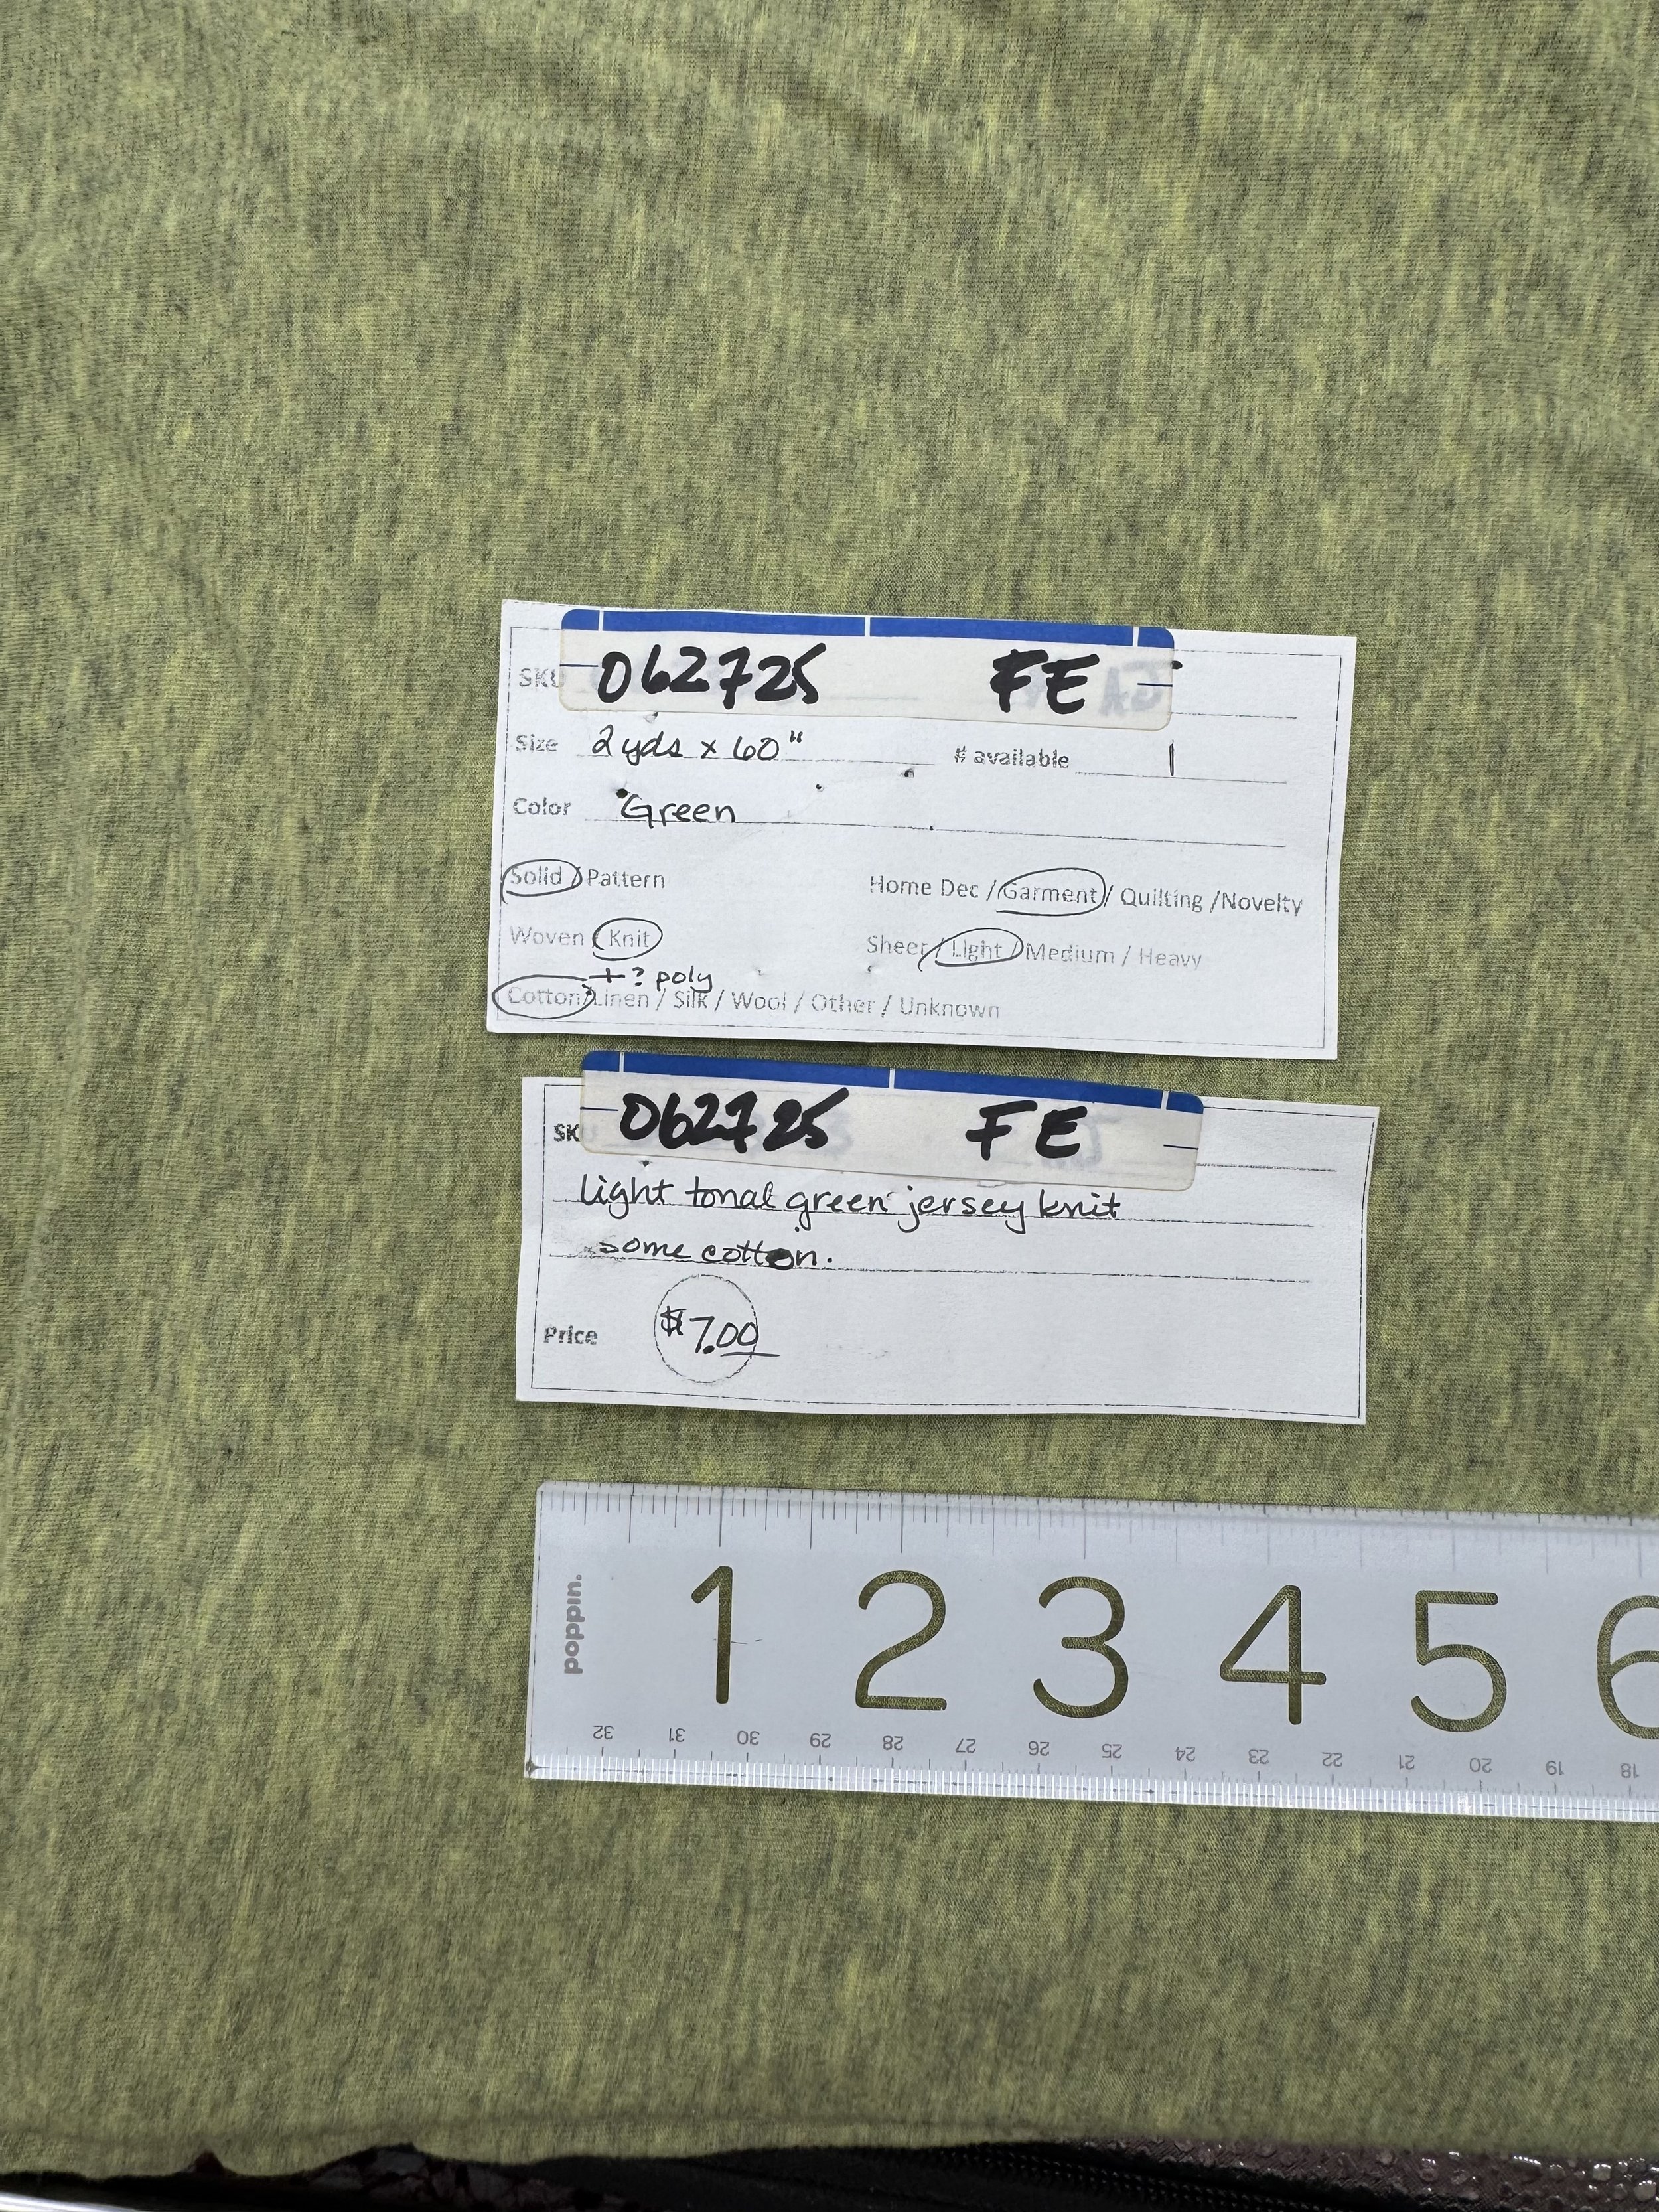 SKU 062725 FE
Size 2 yds x 60" # available 1
Color Green
Solid / Pattern Home Dec / Garment / Quilting /Novelty
Woven / Knit Sheer / Light / Medium / Heavy
+ ? poly
Cotton/Linen / Silk / Wool / Other / Unknown
SKU 062725 FE
light tonal green jersey knit
some cotton.
Price $7.00
poppin.
1 2 3 4 5 6
32 31 30 29 28 27 26 25 24 23 22 21 20 19 18